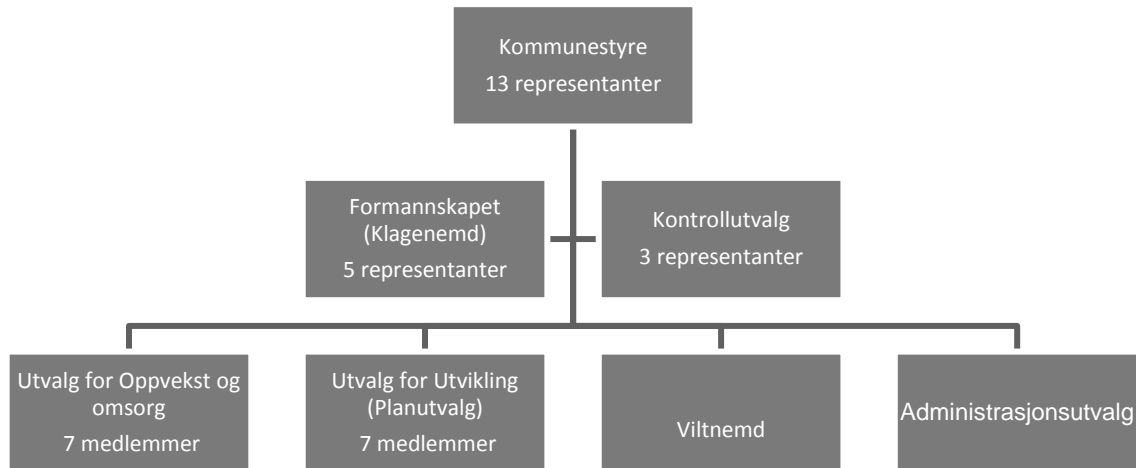 Kommunestyre
13 representanter
Formannskapet
(Klagenemd)
5 representanter
Kontrollutvalg
3 representanter
Utvalg for Oppvekst og
omsorg
7 medlemmer
Utvalg for Utvikling
(Planutvalg)
7 medlemmer
Viltnemd
Administrasjonsutvalg